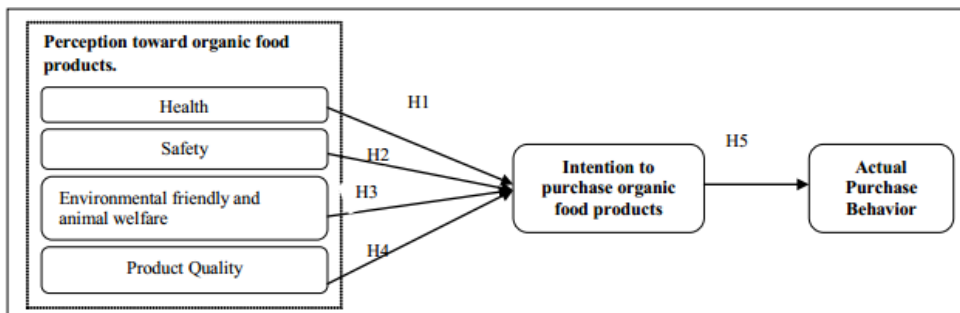 Perception toward organic food
products.
Health
Safety
Environmental friendly and
animal welfare
Product Quality
H1
H2
H3
H4
Intention to
purchase organic
food products
H5
Actual
Purchase
Behavior